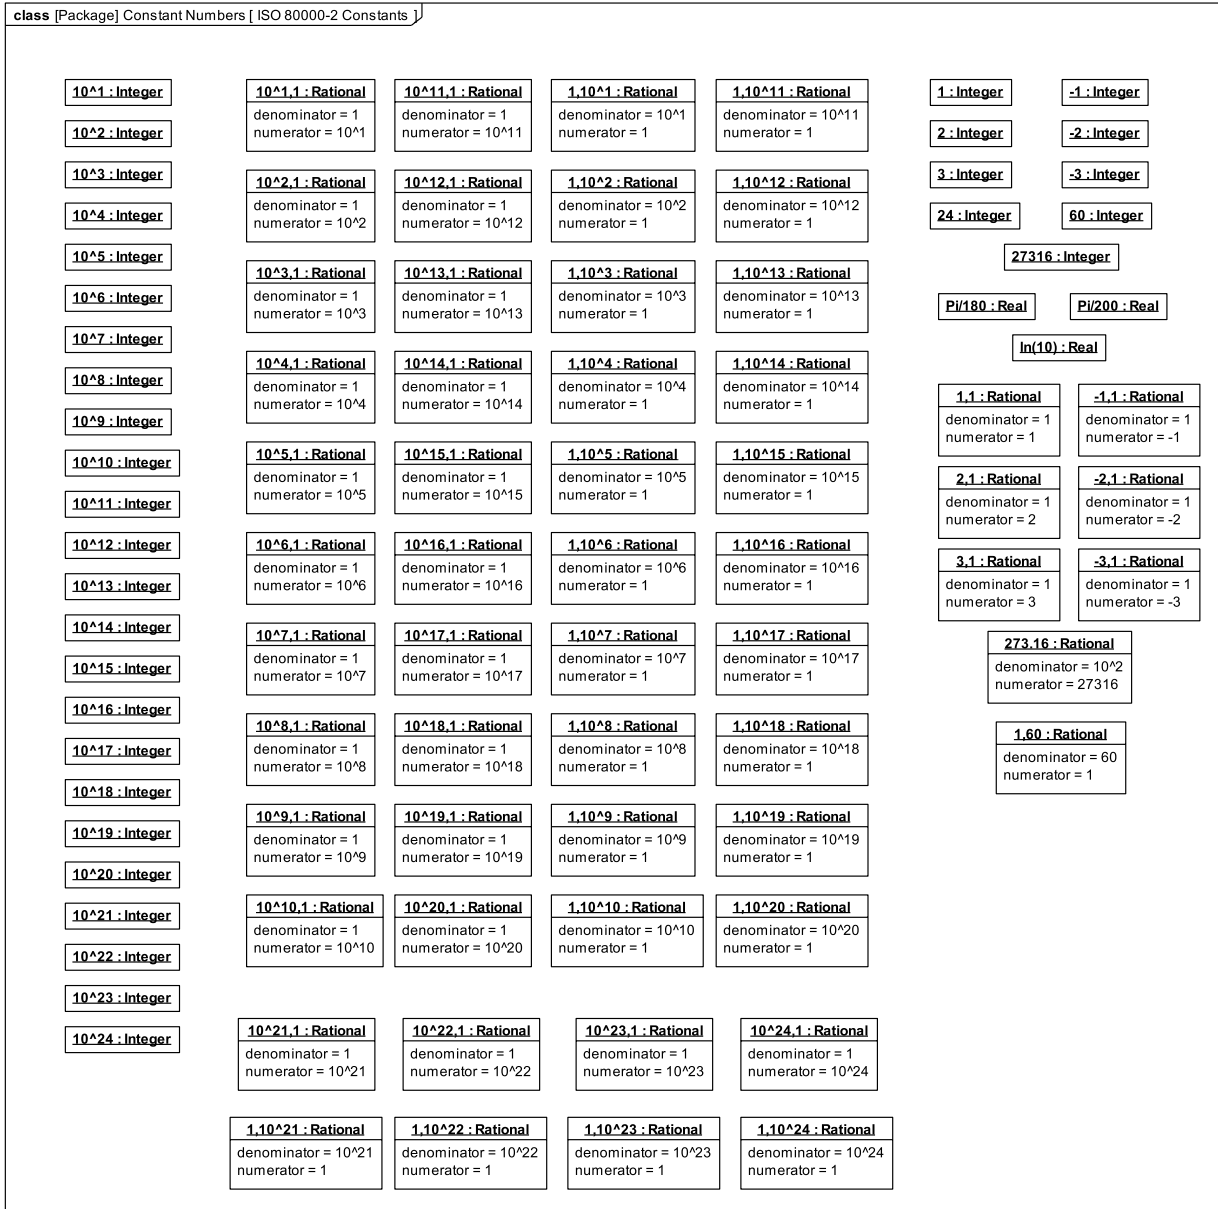 class [Package] Constant Numbers [ ISO 80000-2 Constants ]
10^1 : Integer
10^2 : Integer
10^3 : Integer
10^4 : Integer
10^5 : Integer
10^6 : Integer
10^7 : Integer
10^8 : Integer
10^9 : Integer
10^10 : Integer
10^11 : Integer
10^12 : Integer
10^13 : Integer
10^14 : Integer
10^15 : Integer
10^16 : Integer
10^17 : Integer
10^18 : Integer
10^19 : Integer
10^20 : Integer
10^21 : Integer
10^22 : Integer
10^23 : Integer
10^24 : Integer
10^1,1 : Rational
denominator = 1
numerator = 10^1
10^2,1 : Rational
denominator = 1
numerator = 10^2
10^3,1 : Rational
denominator = 1
numerator = 10^3
10^4,1 : Rational
denominator = 1
numerator = 10^4
10^5,1 : Rational
denominator = 1
numerator = 10^5
10^6,1 : Rational
denominator = 1
numerator = 10^6
10^7,1 : Rational
denominator = 1
numerator = 10^7
10^8,1 : Rational
denominator = 1
numerator = 10^8
10^9,1 : Rational
denominator = 1
numerator = 10^9
10^10,1 : Rational
denominator = 1
numerator = 10^10
10^11,1 : Rational
denominator = 1
numerator = 10^11
10^12,1 : Rational
denominator = 1
numerator = 10^12
10^13,1 : Rational
denominator = 1
numerator = 10^13
10^14,1 : Rational
denominator = 1
numerator = 10^14
10^15,1 : Rational
denominator = 1
numerator = 10^15
10^16,1 : Rational
denominator = 1
numerator = 10^16
10^17,1 : Rational
denominator = 1
numerator = 10^17
10^18,1 : Rational
denominator = 1
numerator = 10^18
10^19,1 : Rational
denominator = 1
numerator = 10^19
10^20,1 : Rational
denominator = 1
numerator = 10^20
1,10^1 : Rational
denominator = 10^1
numerator = 1
1,10^2 : Rational
denominator = 10^2
numerator = 1
1,10^3 : Rational
denominator = 10^3
numerator = 1
1,10^4 : Rational
denominator = 10^4
numerator = 1
1,10^5 : Rational
denominator = 10^5
numerator = 1
1,10^6 : Rational
denominator = 10^6
numerator = 1
1,10^7 : Rational
denominator = 10^7
numerator = 1
1,10^8 : Rational
denominator = 10^8
numerator = 1
1,10^9 : Rational
denominator = 10^9
numerator = 1
1,10^10 : Rational
denominator = 10^10
numerator = 1
1,10^11 : Rational
denominator = 10^11
numerator = 1
1,10^12 : Rational
denominator = 10^12
numerator = 1
1,10^13 : Rational
denominator = 10^13
numerator = 1
1,10^14 : Rational
denominator = 10^14
numerator = 1
1,10^15 : Rational
denominator = 10^15
numerator = 1
1,10^16 : Rational
denominator = 10^16
numerator = 1
1,10^17 : Rational
denominator = 10^17
numerator = 1
1,10^18 : Rational
denominator = 10^18
numerator = 1
1,10^19 : Rational
denominator = 10^19
numerator = 1
1,10^20 : Rational
denominator = 10^20
numerator = 1
10^21,1 : Rational
denominator = 1
numerator = 10^21
10^22,1 : Rational
denominator = 1
numerator = 10^22
10^23,1 : Rational
denominator = 1
numerator = 10^23
10^24,1 : Rational
denominator = 1
numerator = 10^24
1,10^21 : Rational
denominator = 10^21
numerator = 1
1,10^22 : Rational
denominator = 10^22
numerator = 1
1,10^23 : Rational
denominator = 10^23
numerator = 1
1,10^24 : Rational
denominator = 10^24
numerator = 1
1 : Integer
-1 : Integer
2 : Integer
-2 : Integer
3 : Integer
-3 : Integer
24 : Integer
60 : Integer
27316 : Integer
Pi/180 : Real
Pi/200 : Real
ln(10) : Real
1,1 : Rational
denominator = 1
numerator = 1
-1,1 : Rational
denominator = 1
numerator = -1
2,1 : Rational
denominator = 1
numerator = 2
-2,1 : Rational
denominator = 1
numerator = -2
3,1 : Rational
denominator = 1
numerator = 3
-3,1 : Rational
denominator = 1
numerator = -3
273.16 : Rational
denominator = 10^2
numerator = 27316
1,60 : Rational
denominator = 60
numerator = 1